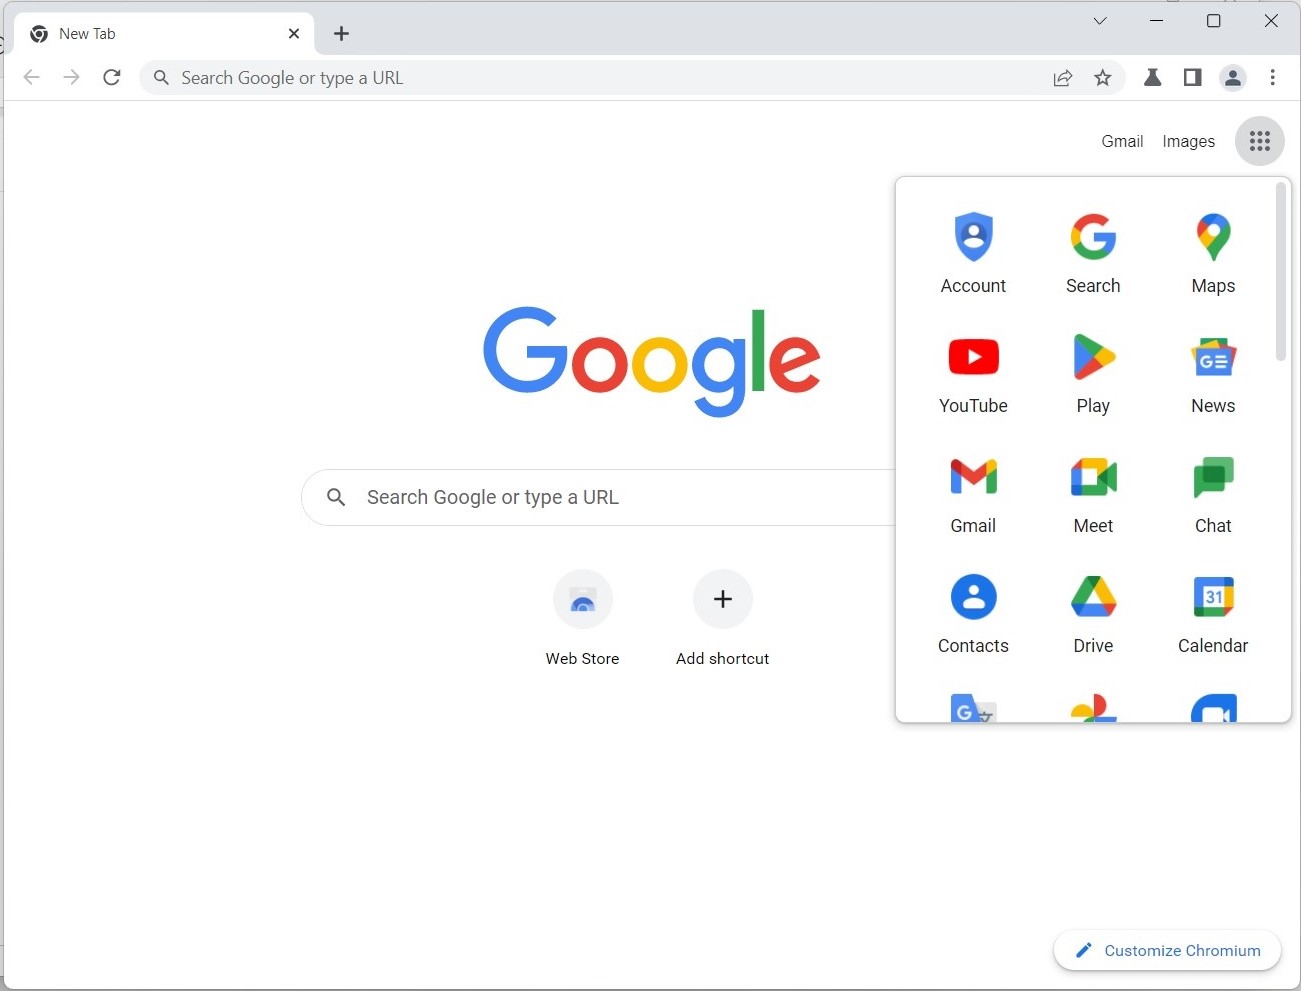 New Tab
Search Google or type a URL
Gmail Images
Account Search Maps
G≡
YouTube Play News
Google
Gmail Meet Chat
Search Google or type a URL
31
Contacts Drive Calendar
Web Store Add shortcut
G 文
Customize Chromium